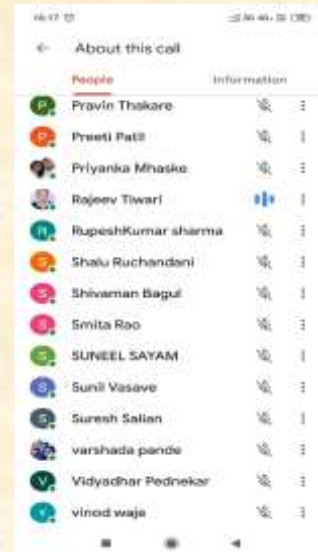 About this call
People Information
P Pravin Thakare
P Preeti Patil
Priyanka Mhaske
Rajeev Tiwari
R RupeshKumar sharma
S Shalu Ruchandani
S Shivaman Bagul
S Smita Rao
S SUNEEL SAYAM
S Sunil Vasave
S Suresh Salian
varshada pande
V Vidyadhar Pednekar
V vinod waje